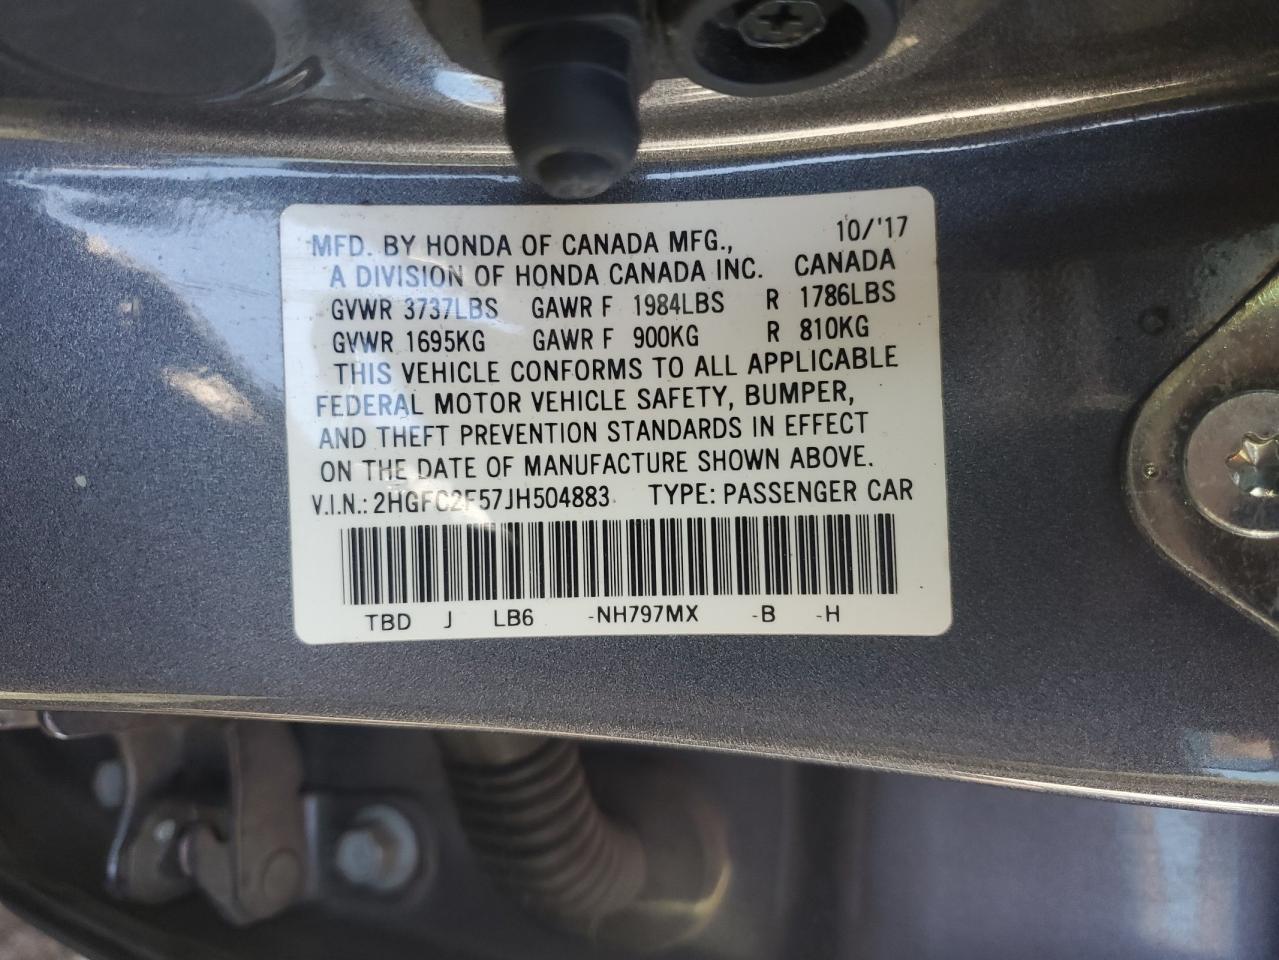 MFD. BY HONDA OF CANADA MFG., 10/'17
A DIVISION OF HONDA CANADA INC. CANADA
GVWR 3737LBS GAWR F 1984LBS R 1786LBS
GVWR 1695KG GAWR F 900KG R 810KG
THIS VEHICLE CONFORMS TO ALL APPLICABLE
FEDERAL MOTOR VEHICLE SAFETY, BUMPER,
AND THEFT PREVENTION STANDARDS IN EFFECT
ON THE DATE OF MANUFACTURE SHOWN ABOVE.
V.I.N.: 2HGFC2F57JH504883 TYPE: PASSENGER CAR
TBD J LB6 -NH797MX -B -H